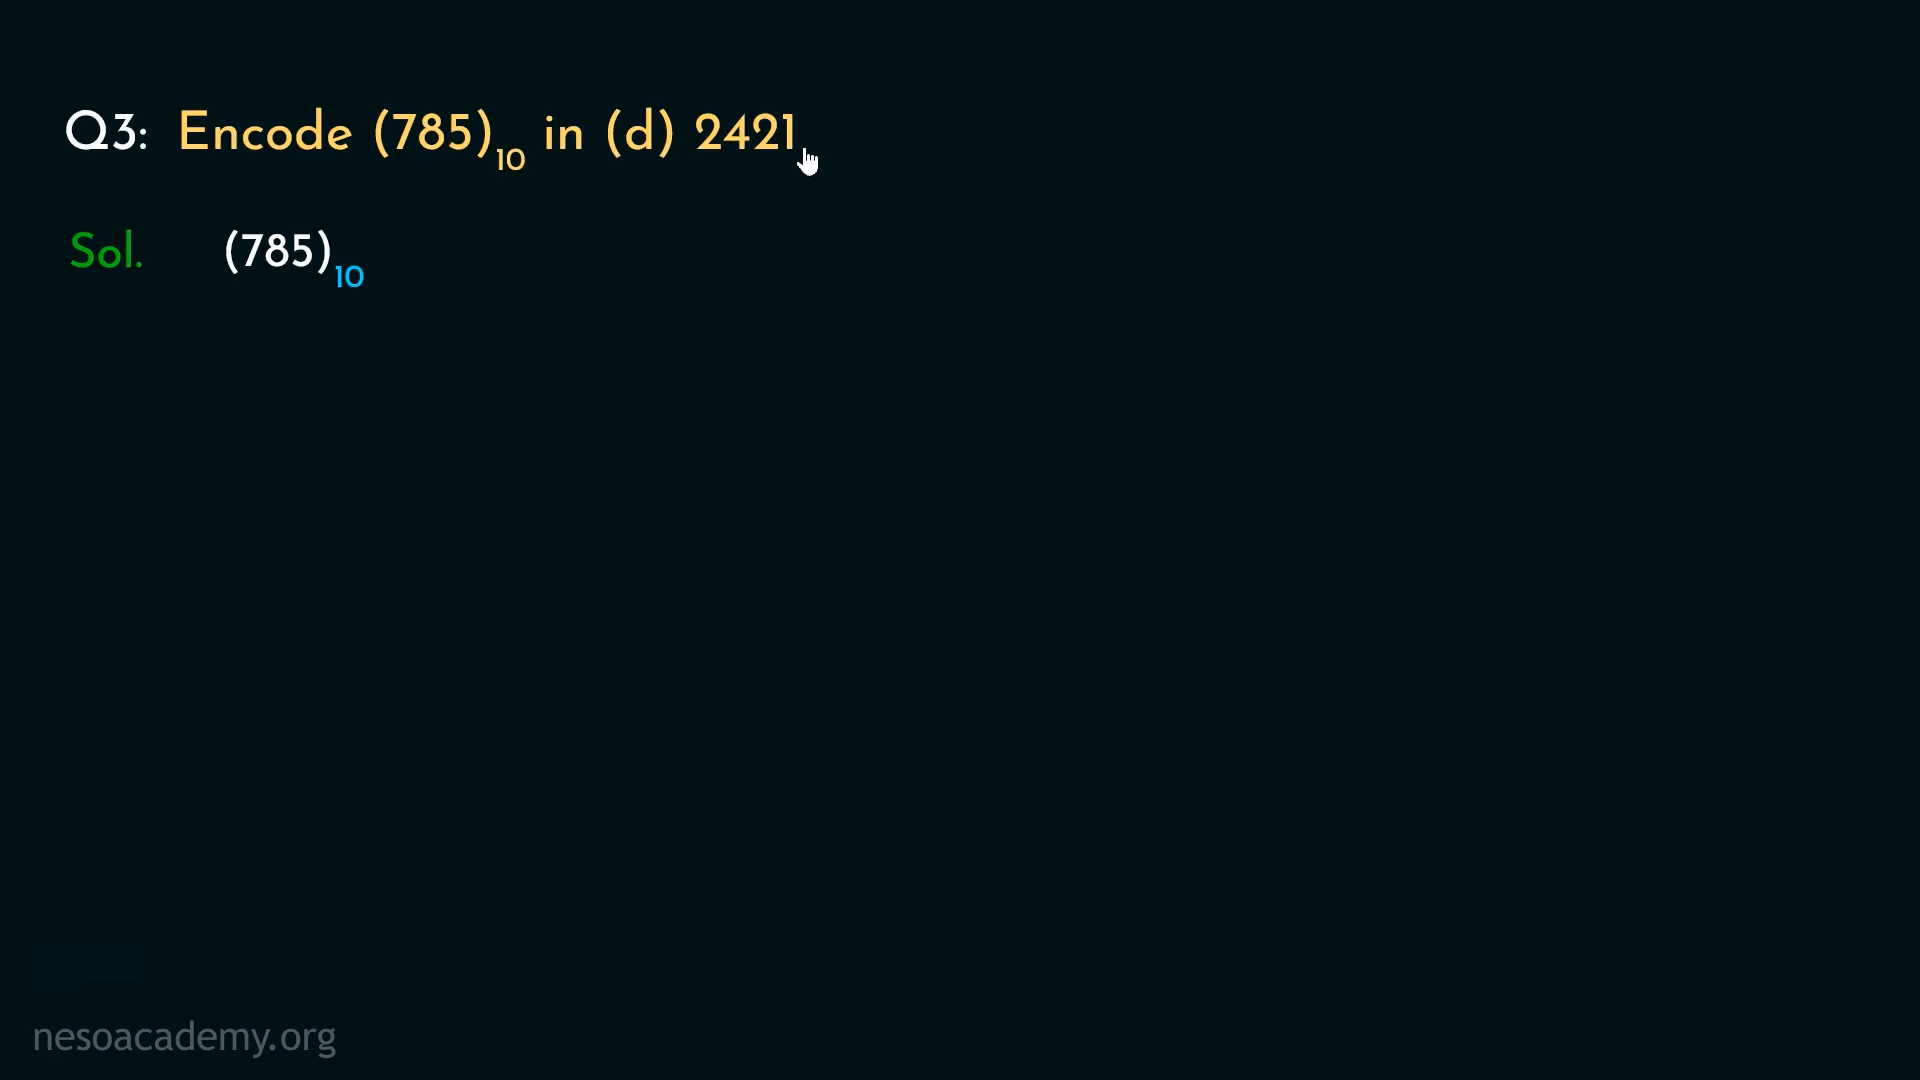 Q3: Encode (785)₁₀ in (d) 2421
Sol. (785)₁₀
nesoacademy.org